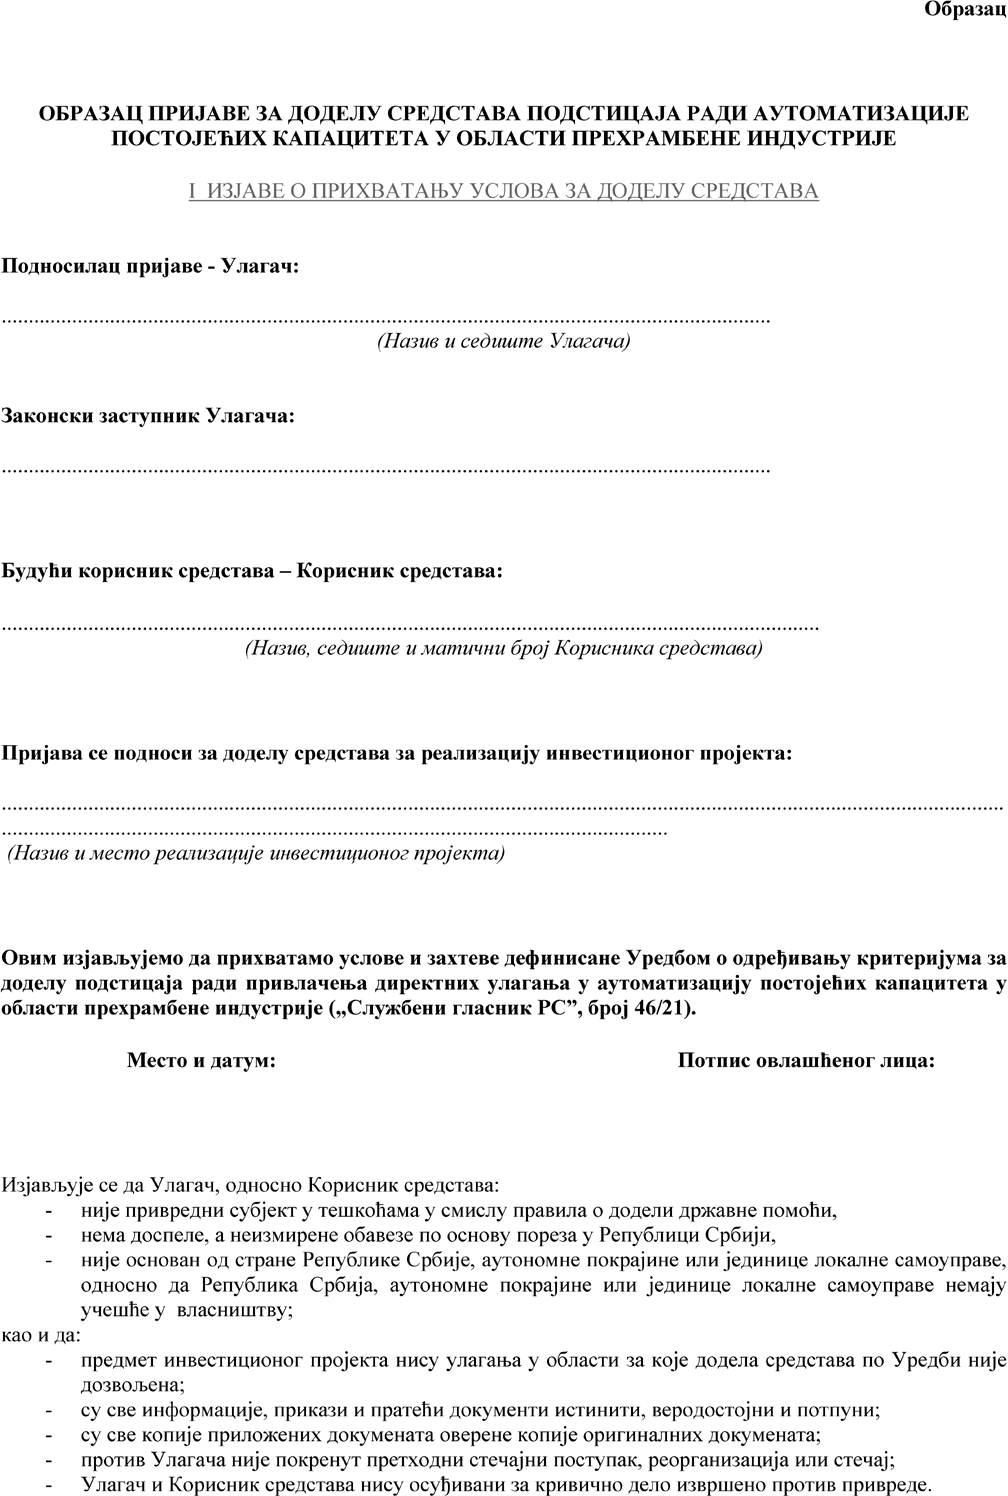 Образац
ОБРАЗАЦ ПРИЈАВЕ ЗА ДОДЕЛУ СРЕДСТАВА ПОДСТИЦАЈА РАДИ АУТОМАТИЗАЦИЈЕ
ПОСТОЈЕЋИХ КАПАЦИТЕТА У ОБЛАСТИ ПРЕХРАМБЕНЕ ИНДУСТРИЈЕ
I ИЗЈАВЕ О ПРИХВАТАЊУ УСЛОВА ЗА ДОДЕЛУ СРЕДСТАВА
Подносилац пријаве - Улагач:
..............................................................................................................................................
(Назив и седиште Улагача)
Законски заступник Улагача:
..............................................................................................................................................
Будући корисник средстава – Корисник средстава:
.......................................................................................................................................................
(Назив, седиште и матични број Корисника средстава)
Пријава се подноси за доделу средстава за реализацију инвестиционог пројекта:
.........................................................................................................................................................................................
...........................................................................................................................
(Назив и место реализације инвестиционог пројекта)
Овим изјављујемо да прихватамо услове и захтеве дефинисане Уредбом о одређивању критеријума за
доделу подстицаја ради привлачења директних улагања у аутоматизацију постојећих капацитета у
области прехрамбене индустрије („Службени гласник РС”, број 46/21).
Место и датум: Потпис овлашћеног лица:
Изјављује се да Улагач, односно Корисник средстава:
- није привредни субјект у тешкоћама у смислу правила о додели државне помоћи,
- нема доспеле, а неизмирене обавезе по основу пореза у Републици Србији,
- није основан од стране Републике Србије, аутономне покрајине или јединице локалне самоуправе,
односно да Република Србија, аутономне покрајине или јединице локалне самоуправе немају
учешће у власништву;
као и да:
- предмет инвестиционог пројекта нису улагања у области за које додела средстава по Уредби није
дозвољена;
- су све информације, прикази и пратећи документи истинити, веродостојни и потпуни;
- су све копије приложених докумената оверене копије оригиналних докумената;
- против Улагача није покренут претходни стечајни поступак, реорганизација или стечај;
- Улагач и Корисник средстава нису осуђивани за кривично дело извршено против привреде.